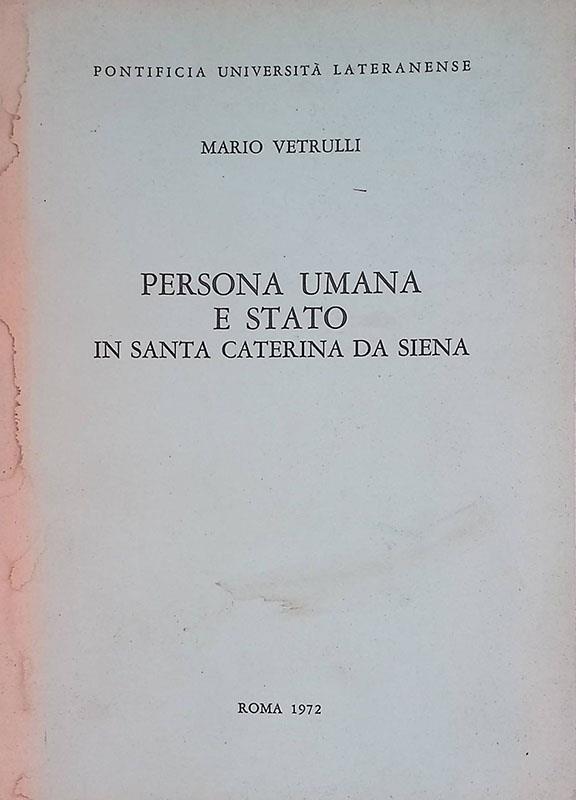 PONTIFICIA UNIVERSITÀ LATERANENSE
MARIO VETRULLI
PERSONA UMANA
E STATO
IN SANTA CATERINA DA SIENA
ROMA 1972